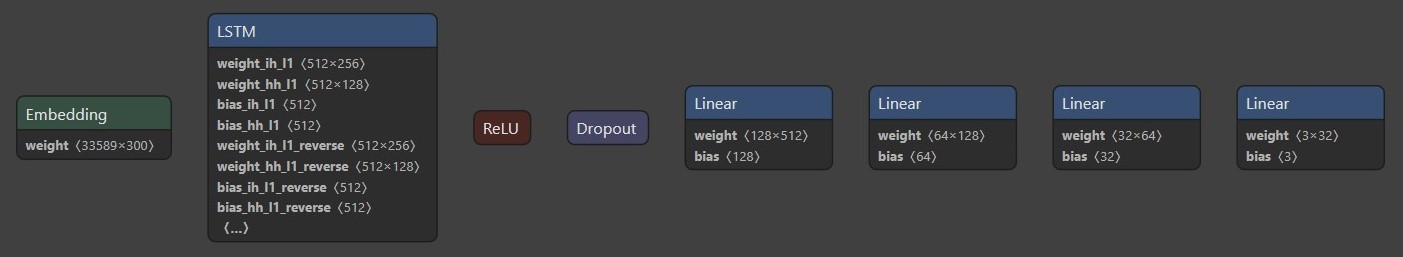 Embedding
weight 〈33589×300〉
LSTM
weight_ih_l1 〈512×256〉
weight_hh_l1 〈512×128〉
bias_ih_l1 〈512〉
bias_hh_l1 〈512〉
weight_ih_l1_reverse 〈512×256〉
weight_hh_l1_reverse 〈512×128〉
bias_ih_l1_reverse 〈512〉
bias_hh_l1_reverse 〈512〉
〈...〉
ReLU
Dropout
Linear
weight 〈128×512〉
bias 〈128〉
Linear
weight 〈64×128〉
bias 〈64〉
Linear
weight 〈32×64〉
bias 〈32〉
Linear
weight 〈3×32〉
bias 〈3〉